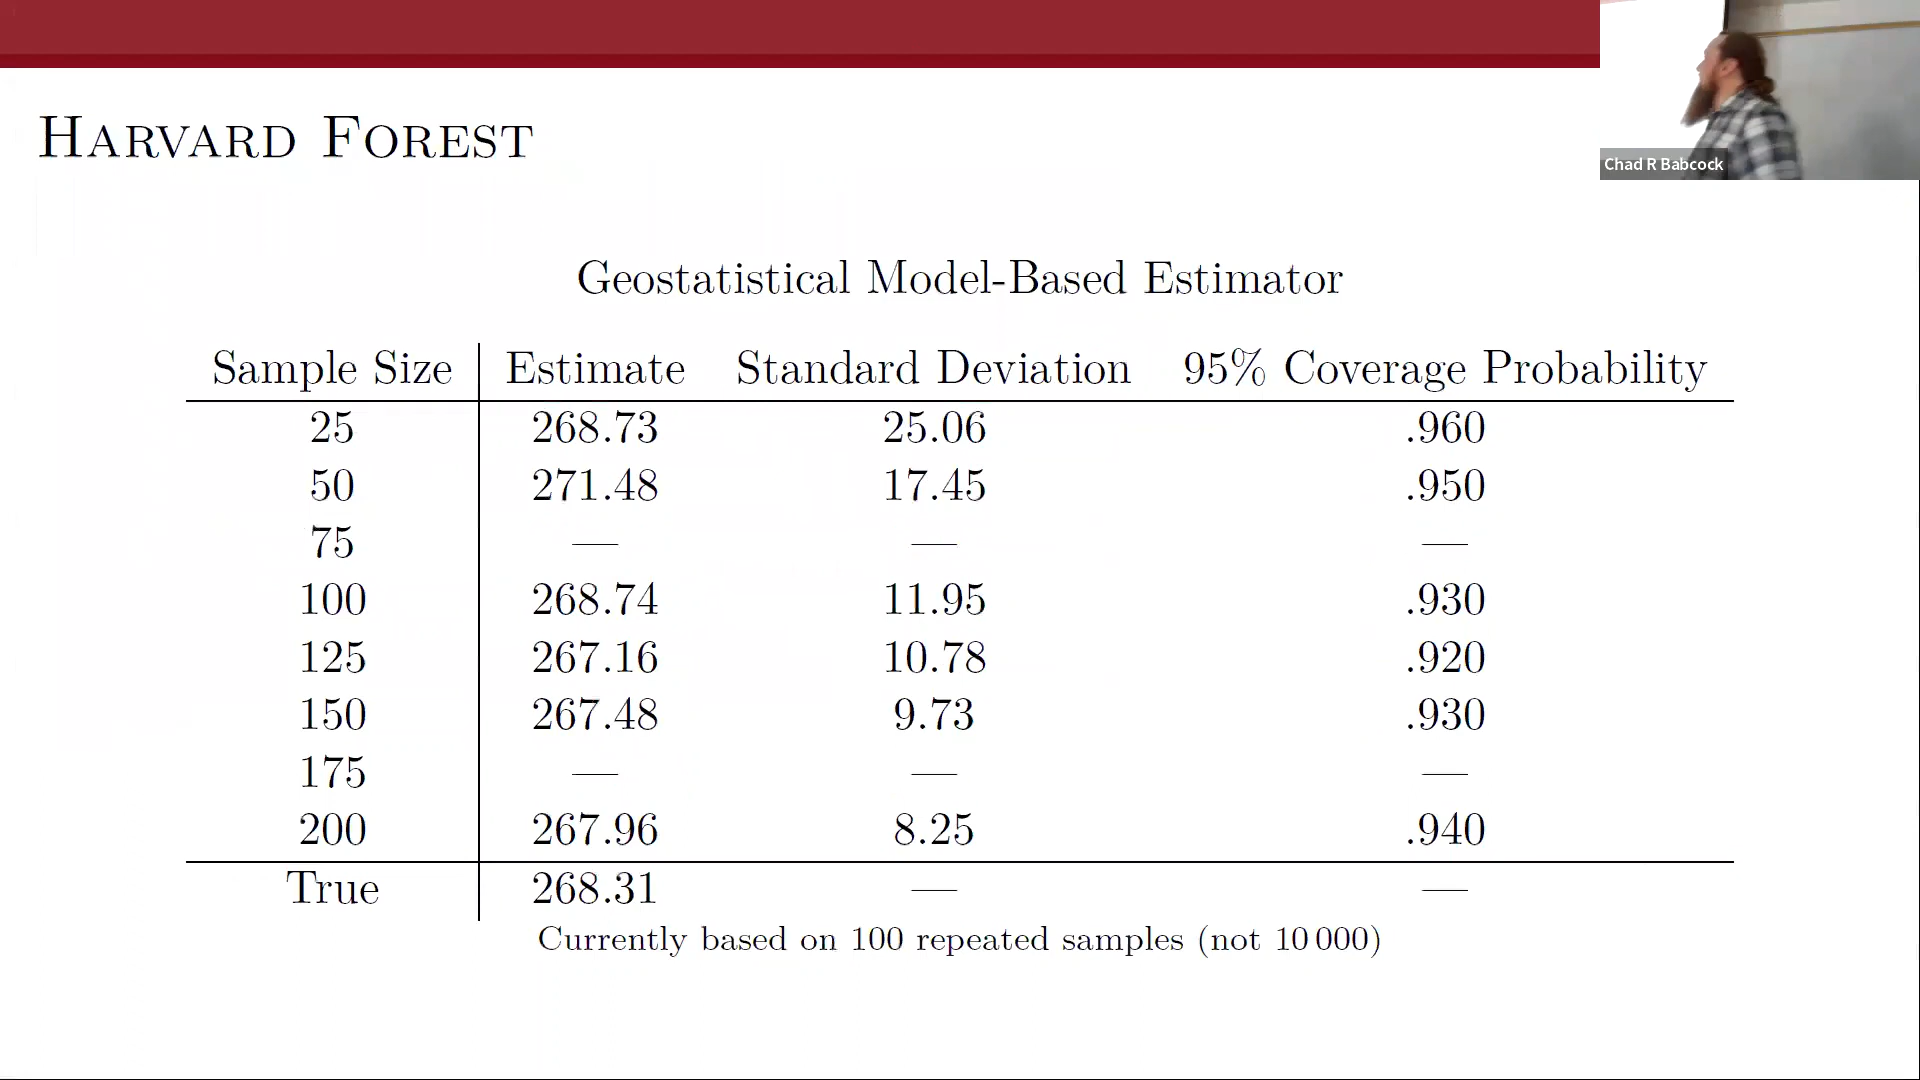 HARVARD FOREST
Chad R Babcock
Geostatistical Model-Based Estimator
Sample Size Estimate Standard Deviation 95% Coverage Probability
25 268.73 25.06 .960
50 271.48 17.45 .950
75 — — —
100 268.74 11.95 .930
125 267.16 10.78 .920
150 267.48 9.73 .930
175 — — —
200 267.96 8.25 .940
True 268.31 — —
Currently based on 100 repeated samples (not 10 000)